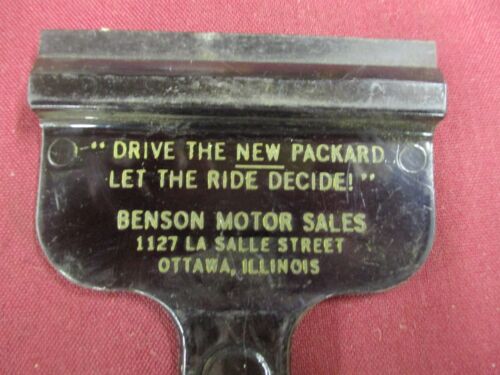 " DRIVE THE NEW PACKARD
LET THE RIDE DECIDE! "
BENSON MOTOR SALES
1127 LA SALLE STREET
OTTAWA, ILLINOIS